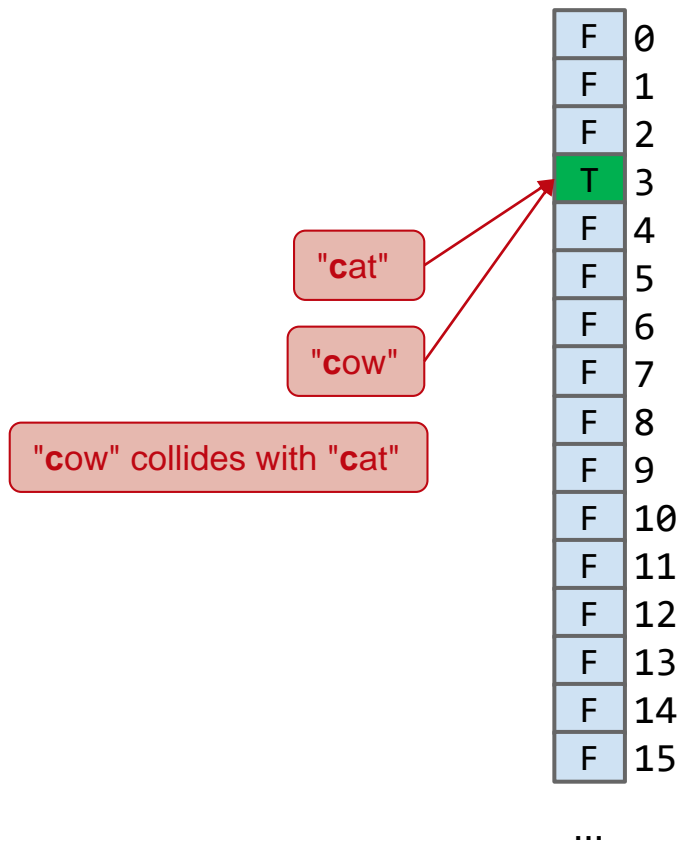 F 0
F 1
F 2
T 3
F 4
"cat"
F 5
F 6
"cow"
F 7
F 8
"cow" collides with "cat"
F 9
F 10
F 11
F 12
F 13
F 14
F 15
...